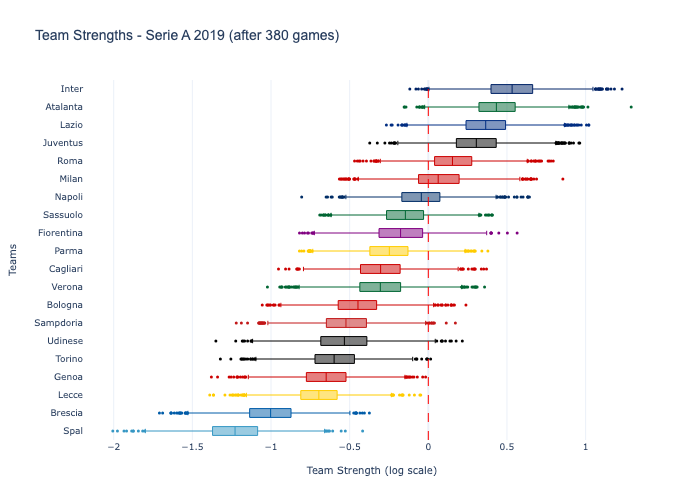 Team Strengths - Serie A 2019 (after 380 games)
Inter
Atalanta
Lazio
Juventus
Roma
Milan
Napoli
Sassuolo
Fiorentina
Parma
Cagliari
Verona
Bologna
Sampdoria
Udinese
Torino
Genoa
Lecce
Brescia
Spal
Teams
−2 −1.5 −1 −0.5 0 0.5 1
Team Strength (log scale)